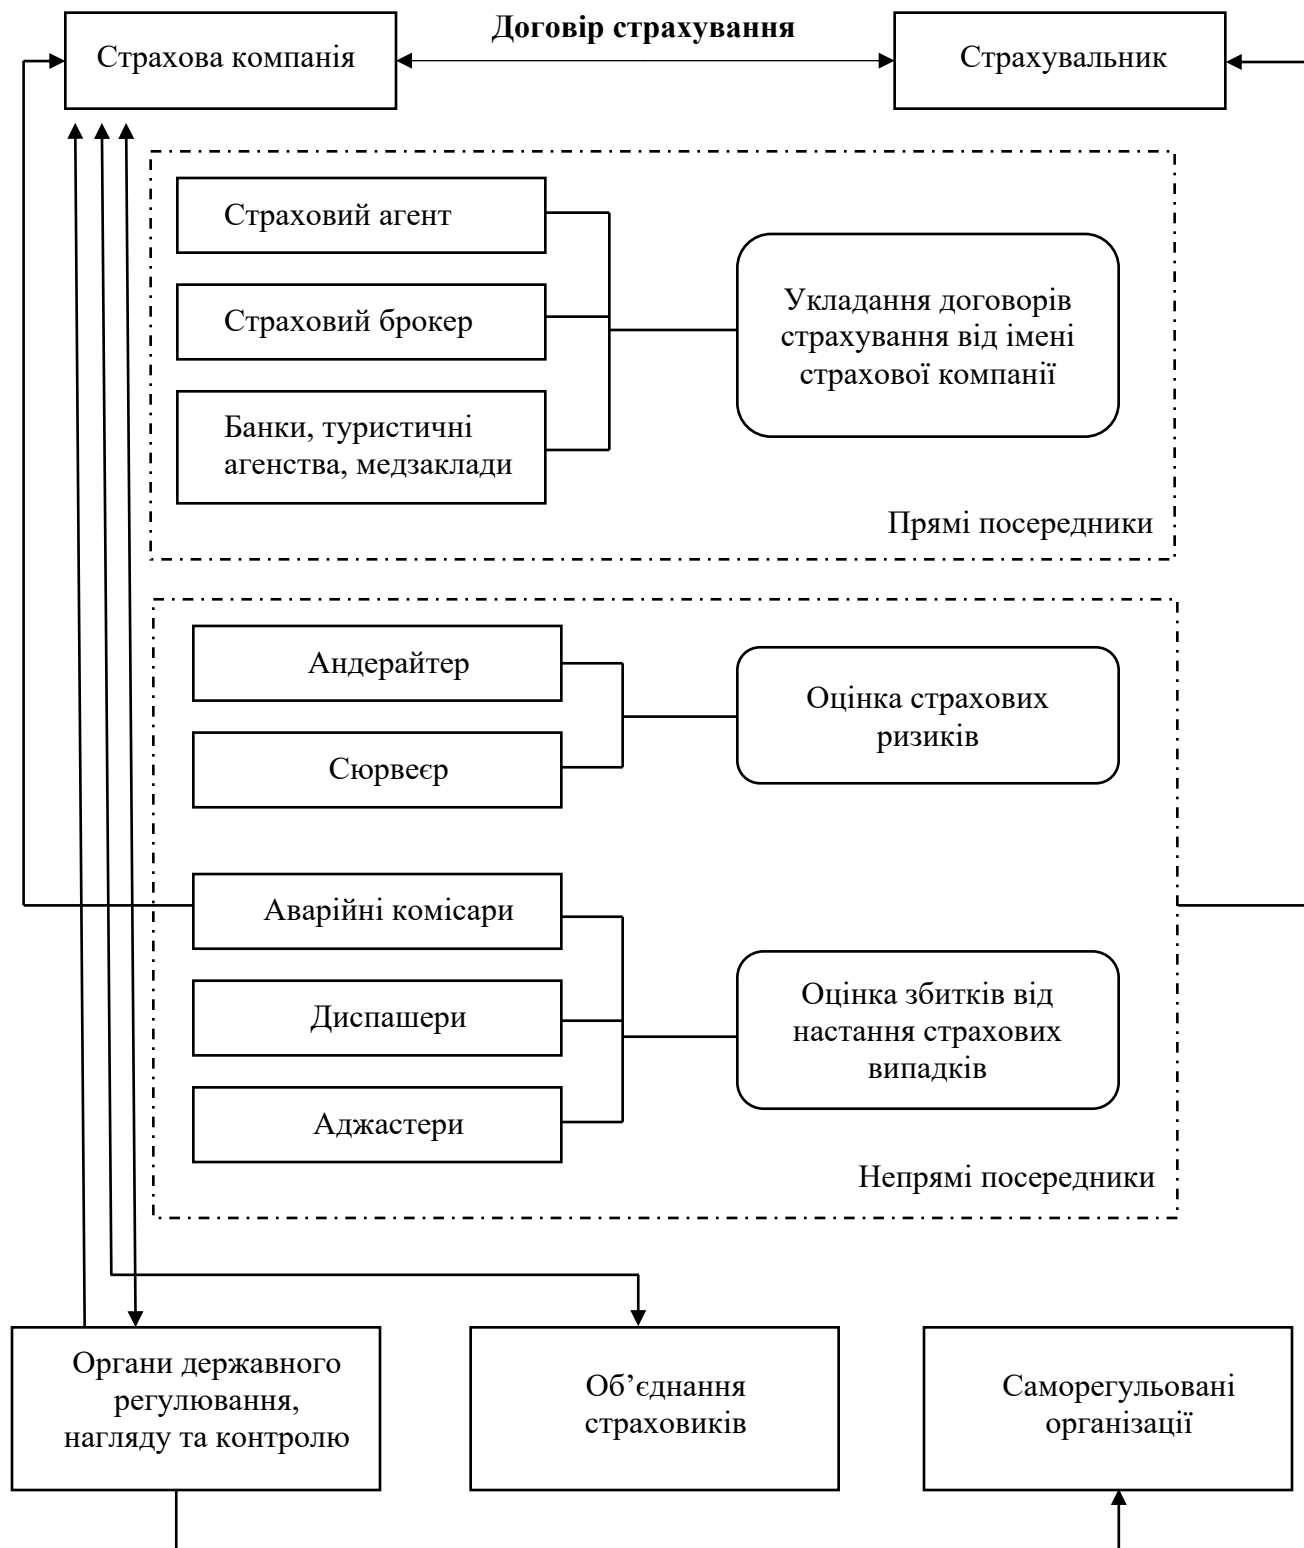 Договір страхування
Страхова компанія
Страхувальник
Страховий агент
Страховий брокер
Банки, туристичні
агенства, медзаклади
Укладання договорів
страхування від імені
страхової компанії
Прямі посередники
Андерайтер
Сюрвеєр
Оцінка страхових
ризиків
Аварійні комісари
Диспашери
Аджастери
Оцінка збитків від
настання страхових
випадків
Непрямі посередники
Органи державного
регулювання,
нагляду та контролю
Об’єднання
страховиків
Саморегульовані
організації